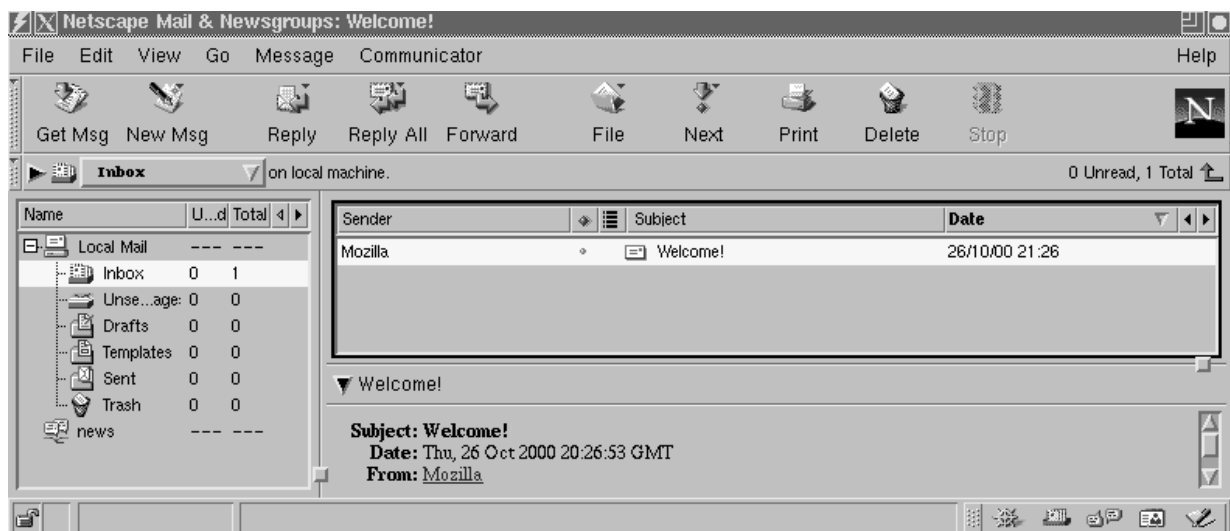 Netscape Mail & Newsgroups: Welcome!
File Edit View Go Message Communicator Help
Get Msg New Msg Reply Reply All Forward File Next Print Delete Stop
N
Inbox on local machine. 0 Unread, 1 Total
Name U...d Total
Local Mail --- ---
Inbox 0 1
Unse...age: 0 0
Drafts 0 0
Templates 0 0
Sent 0 0
Trash 0 0
news --- ---
Sender Subject Date
Mozilla Welcome! 26/10/00 21:26
Welcome!
Subject: Welcome!
Date: Thu, 26 Oct 2000 20:26:53 GMT
From: Mozilla